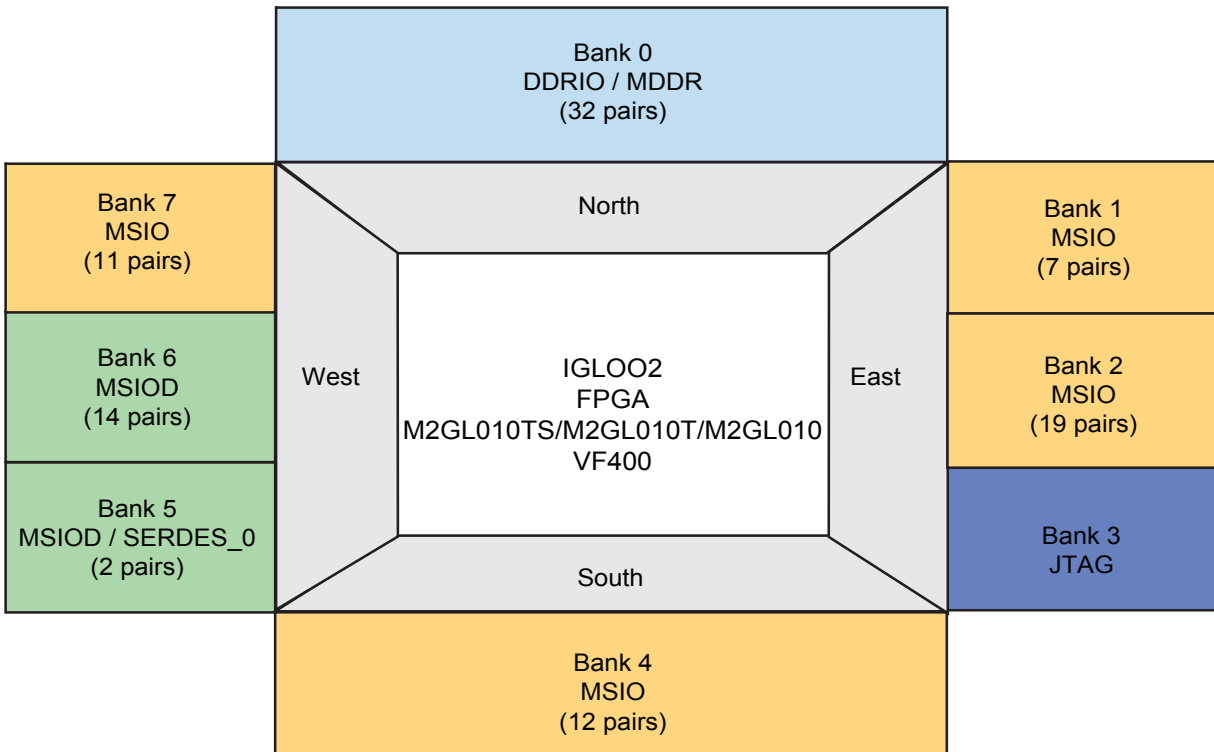 Bank 0
DDRIO / MDDR
(32 pairs)
Bank 7
MSIO
(11 pairs)
North
Bank 1
MSIO
(7 pairs)
Bank 6
MSIOD
(14 pairs)
West
IGLOO2
FPGA
M2GL010TS/M2GL010T/M2GL010
VF400
East
Bank 2
MSIO
(19 pairs)
Bank 5
MSIOD / SERDES_0
(2 pairs)
South
Bank 3
JTAG
Bank 4
MSIO
(12 pairs)